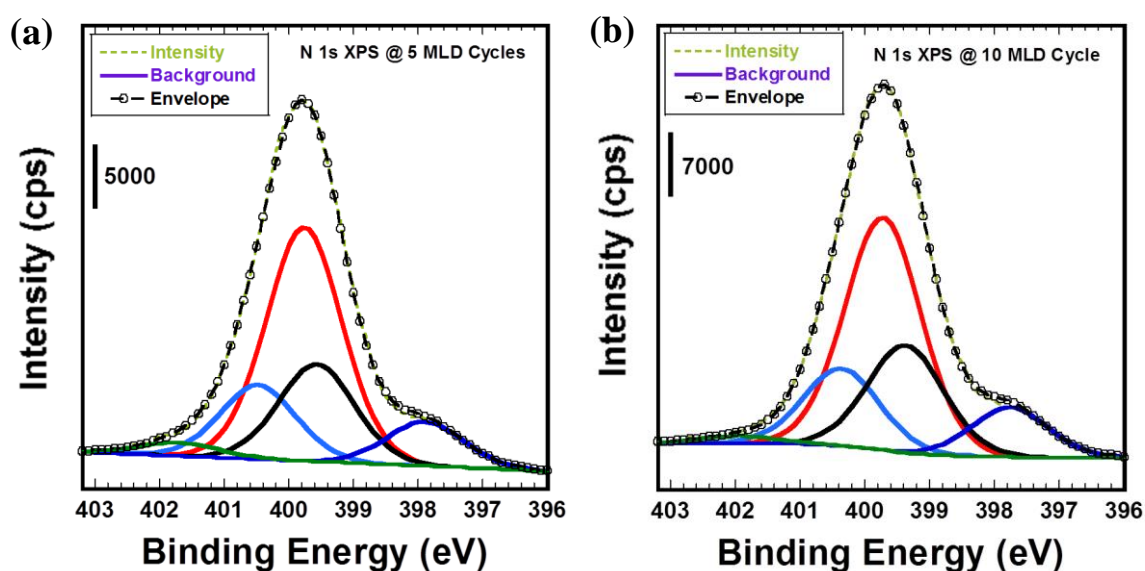 (a)
Intensity
Background
Envelope
N 1s XPS @ 5 MLD Cycles
5000
Intensity (cps)
403 402 401 400 399 398 397 396
Binding Energy (eV)
(b)
Intensity
Background
Envelope
N 1s XPS @ 10 MLD Cycle
7000
Intensity (cps)
403 402 401 400 399 398 397 396
Binding Energy (eV)